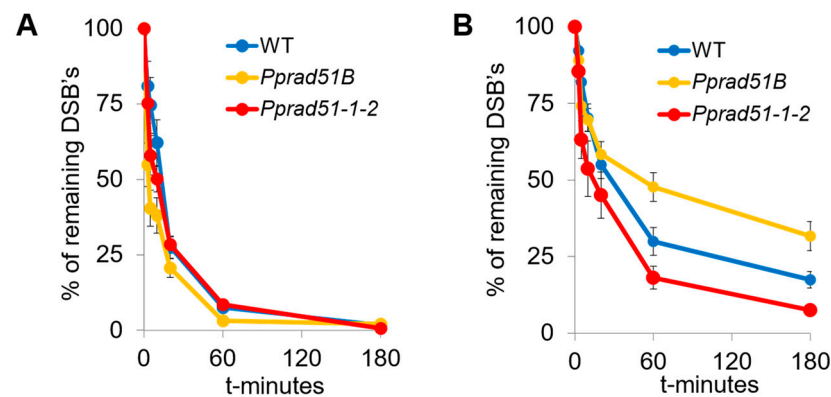 A
% of remaining DSB's
100
75
50
25
0
0
60
120
180
t-minutes
WT
Pprad51B
Pprad51-1-2
B
% of remaining DSB's
100
75
50
25
0
0
60
120
180
t-minutes
WT
Pprad51B
Pprad51-1-2